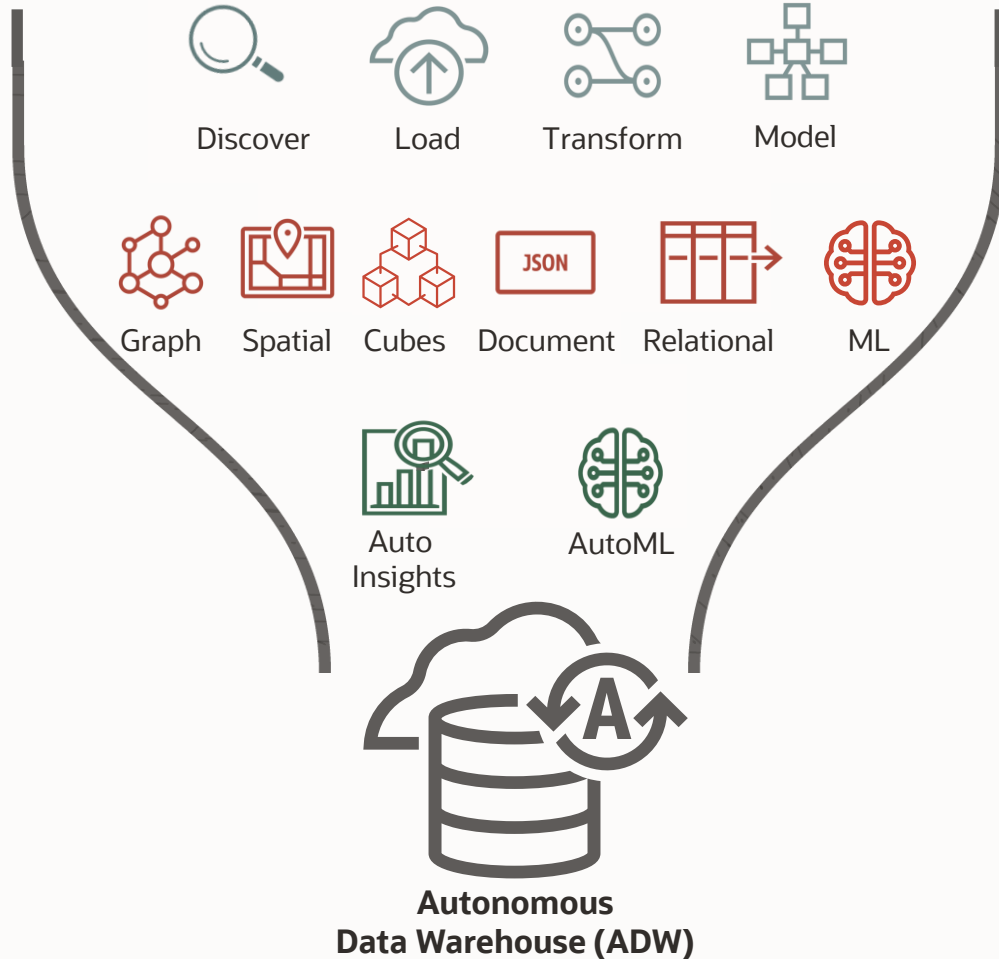 Discover
Load
Transform
Model
JSON
Graph
Spatial
Cubes
Document
Relational
ML
Auto
Insights
AutoML
A
Autonomous
Data Warehouse (ADW)